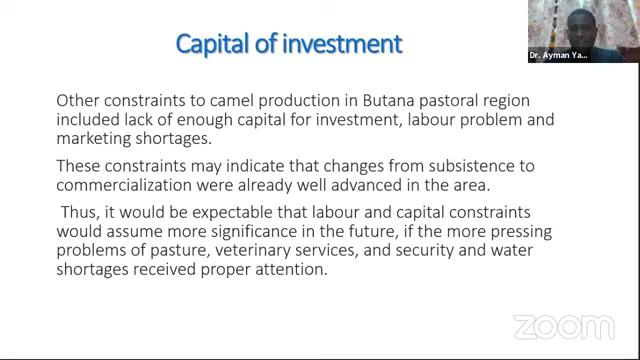 Capital of investment
Dr. Ayman Ya...
Other constraints to camel production in Butana pastoral region
included lack of enough capital for investment, labour problem and
marketing shortages.
These constraints may indicate that changes from subsistence to
commercialization were already well advanced in the area.
Thus, it would be expectable that labour and capital constraints
would assume more significance in the future, if the more pressing
problems of pasture, veterinary services, and security and water
shortages received proper attention.
zoom